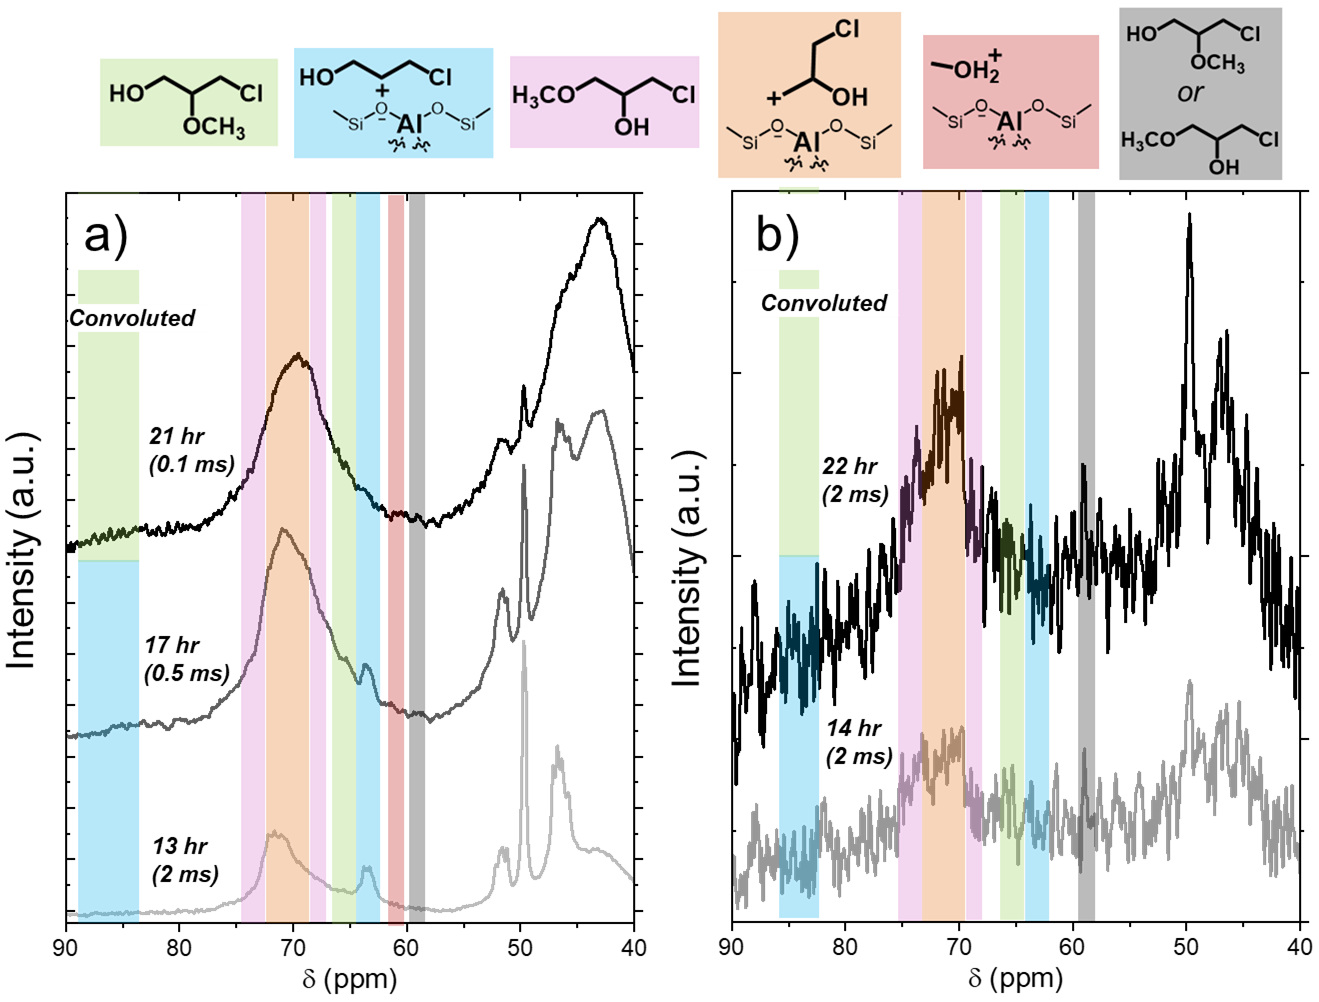 HO
Cl
OCH3
HO
Cl
+
Si
O
-
Al
O
Si
H3CO
Cl
OH
Cl
+
OH
Si
O
-
Al
O
Si
OH2+
Si
O
-
Al
O
Si
HO
Cl
OCH3
or
H3CO
Cl
OH
a)
Convoluted
21 hr
(0.1 ms)
17 hr
(0.5 ms)
13 hr
(2 ms)
Intensity (a.u.)
90 80 70 60 50 40
δ (ppm)
b)
Convoluted
22 hr
(2 ms)
14 hr
(2 ms)
Intensity (a.u.)
90 80 70 60 50 40
δ (ppm)